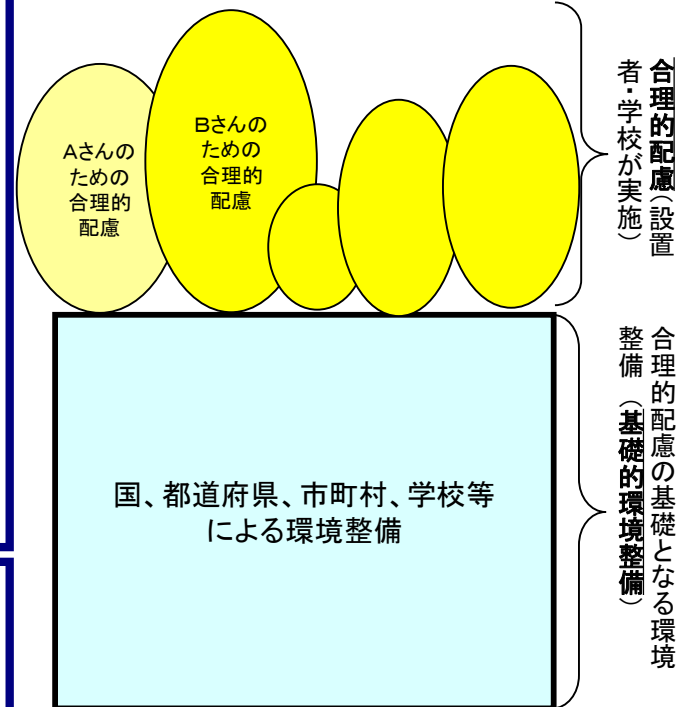 Aさんの
ための
合理的
配慮
Bさんの
ための
合理的
配慮
合理的配慮(設置
者・学校が実施)
国、都道府県、市町村、学校等
による環境整備
合理的配慮の基礎となる環境
整備(基礎的環境整備)